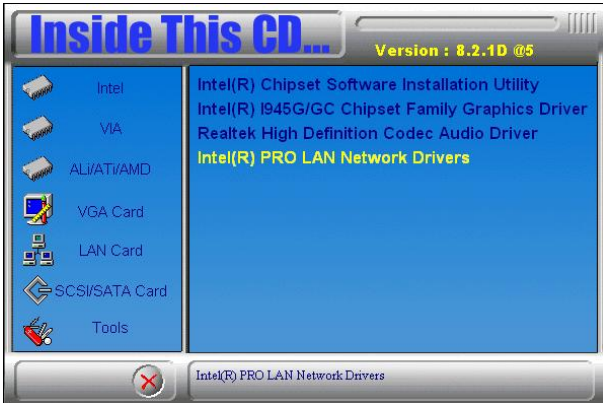 Inside This CD...
Version : 8.2.1D @5
Intel
VIA
ALi/ATi/AMD
VGA Card
LAN Card
SCSI/SATA Card
Tools
Intel(R) Chipset Software Installation Utility
Intel(R) I945G/GC Chipset Family Graphics Driver
Realtek High Definition Codec Audio Driver
Intel(R) PRO LAN Network Drivers
Intel(R) PRO LAN Network Drivers